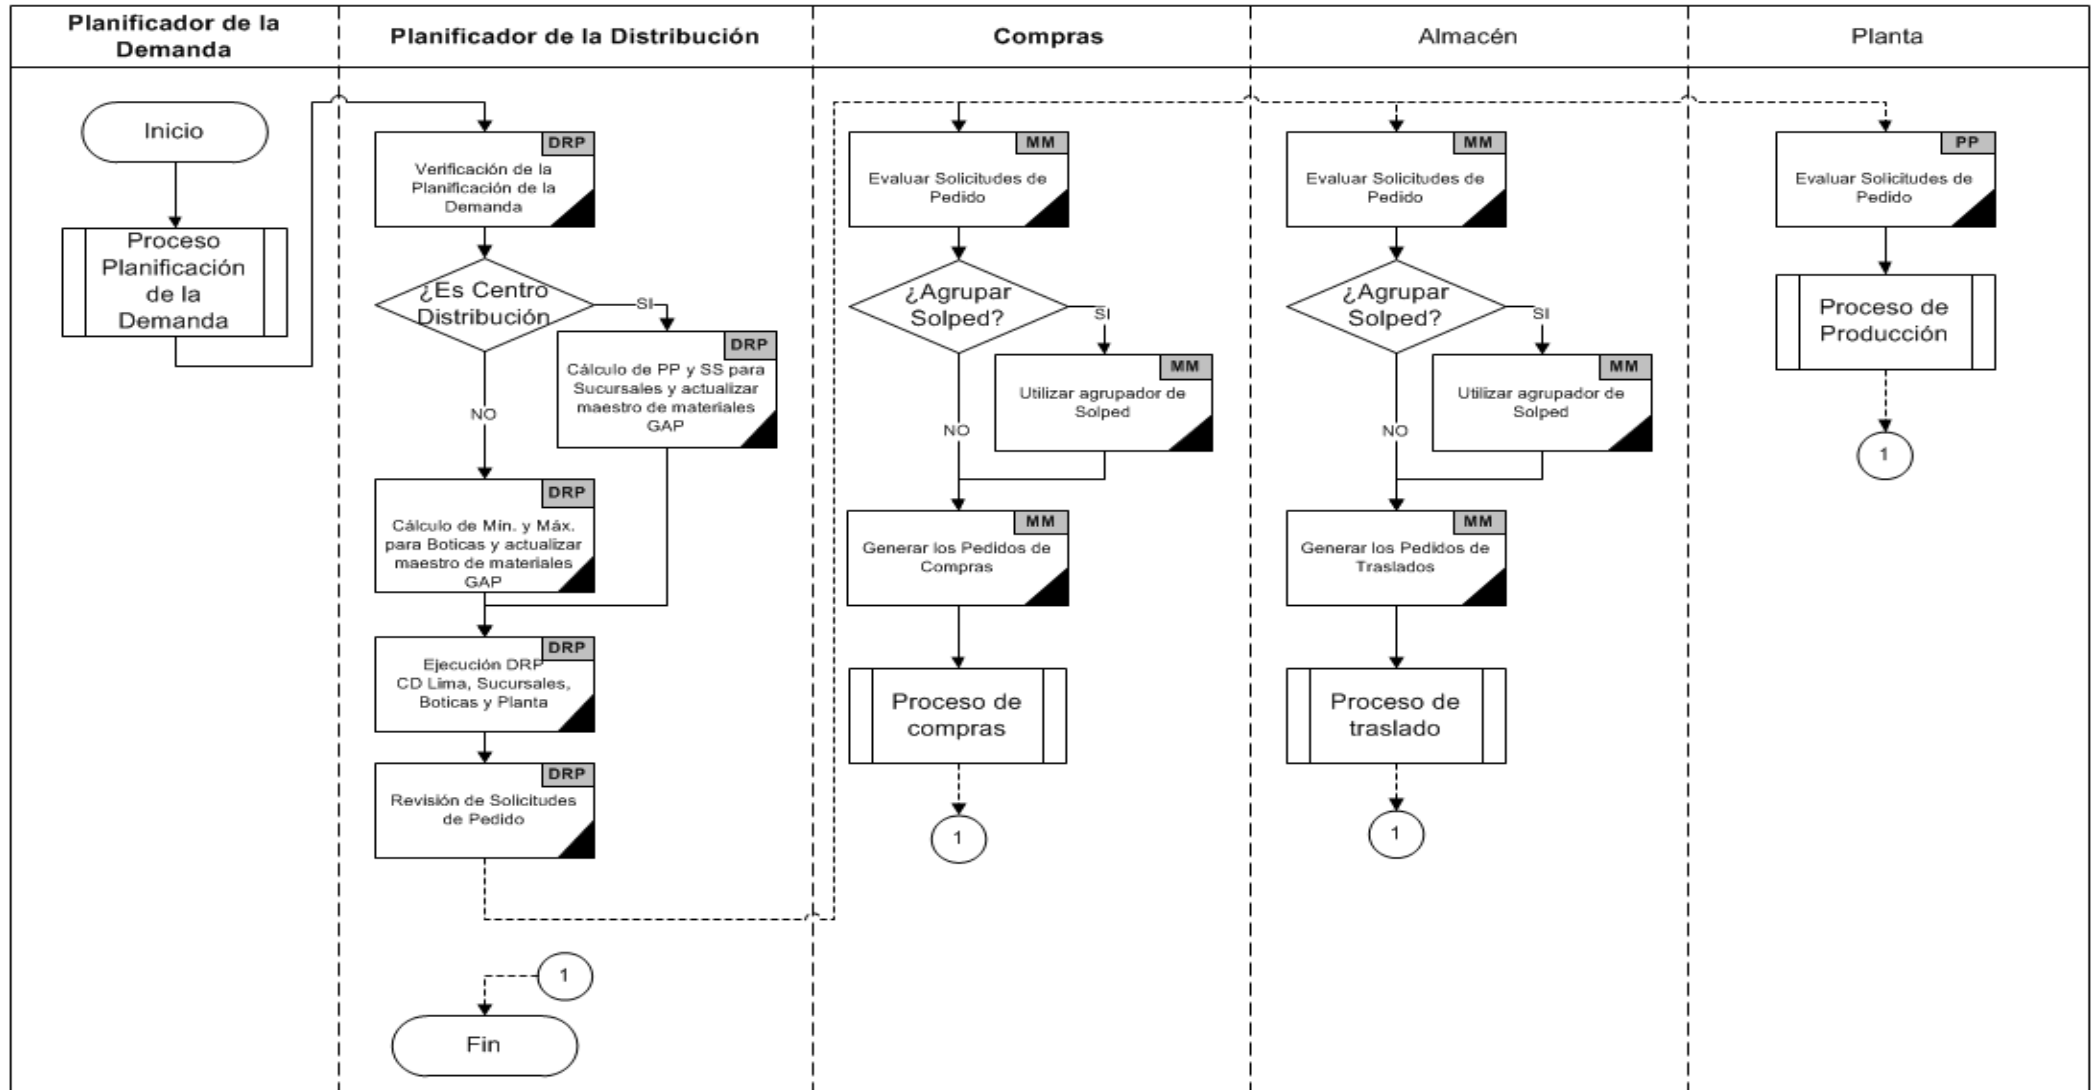 Planificador de la
Demanda
Planificador de la Distribución
Compras
Almacén
Planta
Inicio
Proceso
Planificación
de la
Demanda
DRP
Verificación de la
Planificación de la
Demanda
¿Es Centro
Distribución
SI
NO
DRP
Cálculo de PP y SS para
Sucursales y actualizar
maestro de materiales
GAP
DRP
Cálculo de Mín. y Máx.
para Boticas y actualizar
maestro de materiales
GAP
DRP
Ejecución DRP
CD Lima, Sucursales,
Boticas y Planta
DRP
Revisión de Solicitudes
de Pedido
1
Fin
MM
Evaluar Solicitudes de
Pedido
¿Agrupar
Solped?
SI
NO
MM
Utilizar agrupador de
Solped
MM
Generar los Pedidos de
Compras
Proceso de
compras
1
MM
Evaluar Solicitudes de
Pedido
¿Agrupar
Solped?
SI
NO
MM
Utilizar agrupador de
Solped
MM
Generar los Pedidos de
Traslados
Proceso de
traslado
1
PP
Evaluar Solicitudes de
Pedido
Proceso de
Producción
1